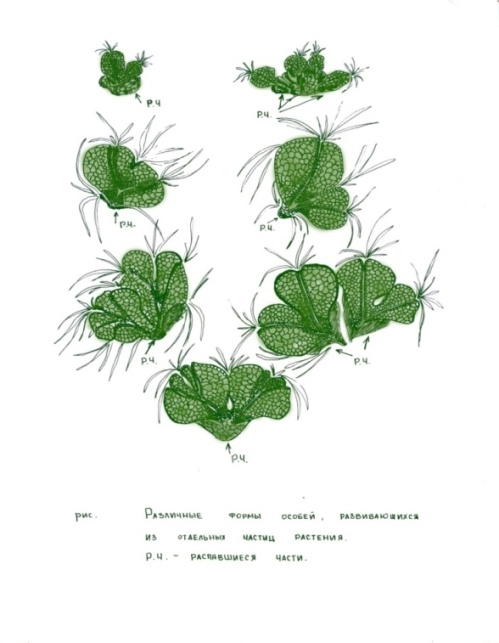 Р.Ч
Р.Ч.
Р.Ч.
Р.Ч.
Р.Ч.
Р.Ч.
Р.Ч.
рис. Различные формы особей, развивающихся
из отдельных частиц растения.
Р.Ч. - распавшиеся части.